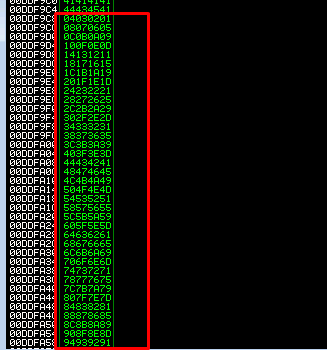 00DDF9C0 41414141
00DDF9C4 44434541
00DDF9C8 04030201
00DDF9CC 08070605
00DDF9D0 0C0B0A09
00DDF9D4 100F0E0D
00DDF9D8 14131211
00DDF9DC 18171615
00DDF9E0 1C1B1A19
00DDF9E4 201F1E1D
00DDF9E8 24232221
00DDF9EC 28272625
00DDF9F0 2C2B2A29
00DDF9F4 302F2E2D
00DDF9F8 34333231
00DDF9FC 38373635
00DDFA00 3C3B3A39
00DDFA04 403F3E3D
00DDFA08 44434241
00DDFA0C 48474645
00DDFA10 4C4B4A49
00DDFA14 504F4E4D
00DDFA18 54535251
00DDFA1C 58575655
00DDFA20 5C5B5A59
00DDFA24 605F5E5D
00DDFA28 64636261
00DDFA2C 68676665
00DDFA30 6C6B6A69
00DDFA34 706F6E6D
00DDFA38 74737271
00DDFA3C 78777675
00DDFA40 7C7B7A79
00DDFA44 807F7E7D
00DDFA48 84838281
00DDFA4C 88878685
00DDFA50 8C8B8A89
00DDFA54 908F8E8D
00DDFA58 94939291